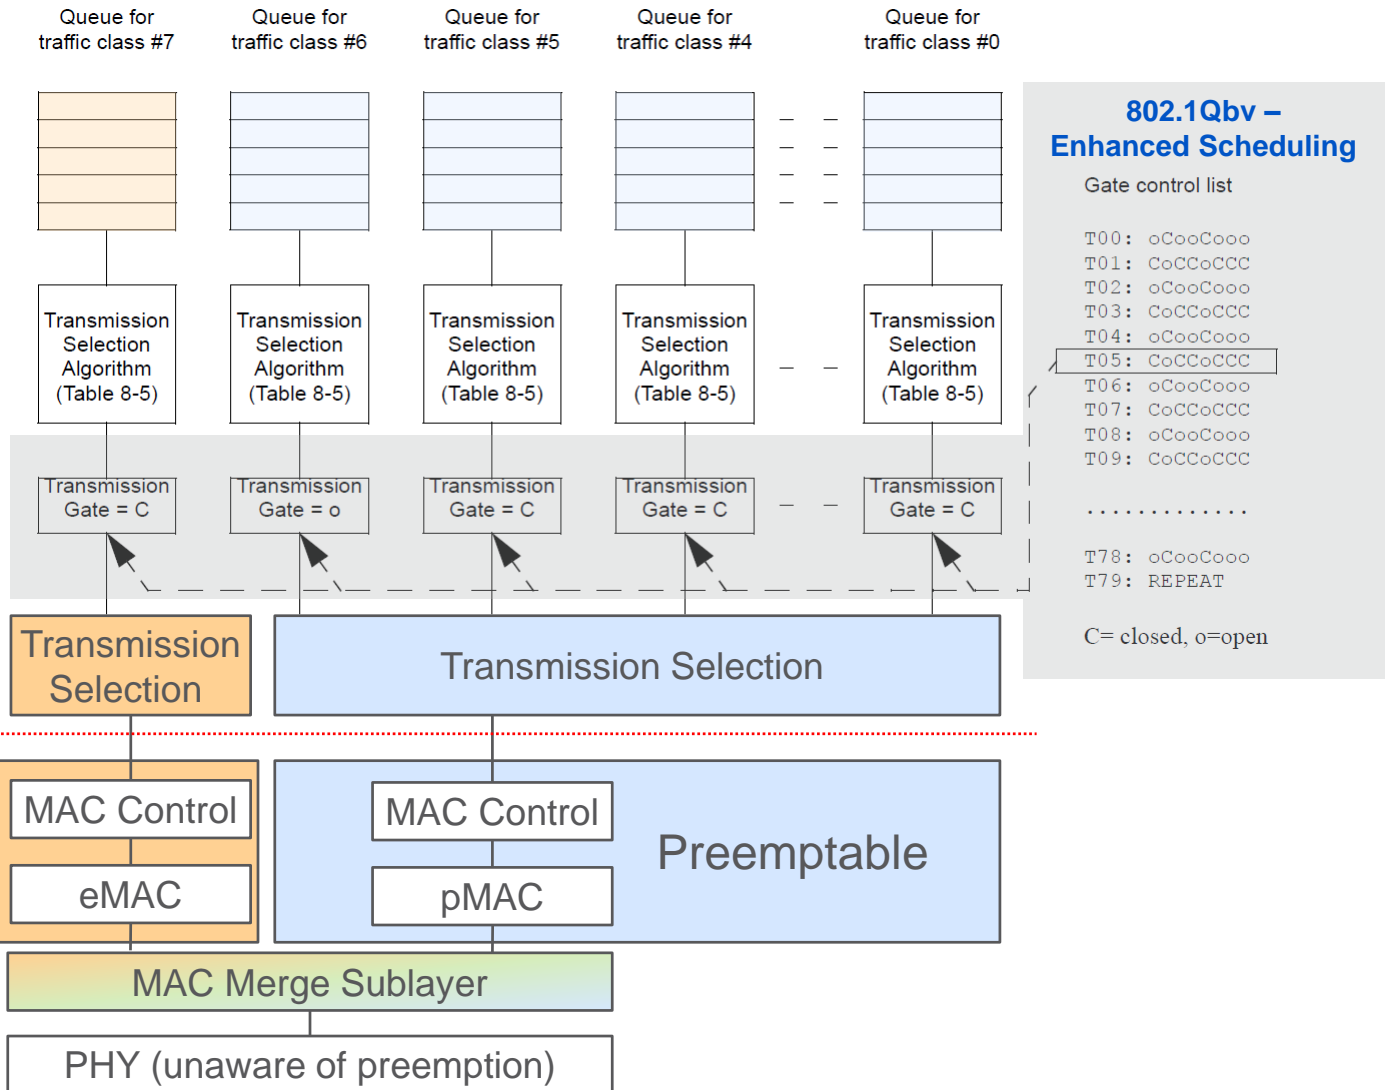 Queue for
traffic class #7
Queue for
traffic class #6
Queue for
traffic class #5
Queue for
traffic class #4
Queue for
traffic class #0
802.1Qbv –
Enhanced Scheduling
Gate control list
T00: oCooCooo
T01: CoCCoCCC
T02: oCooCooo
T03: CoCCoCCC
T04: oCooCooo
T05: CoCCoCCC
T06: oCooCooo
T07: CoCCoCCC
T08: oCooCooo
T09: CoCCoCCC
.............
T78: oCooCooo
T79: REPEAT
C= closed, o=open
Transmission
Selection
Algorithm
(Table 8-5)
Transmission
Selection
Algorithm
(Table 8-5)
Transmission
Selection
Algorithm
(Table 8-5)
Transmission
Selection
Algorithm
(Table 8-5)
Transmission
Selection
Algorithm
(Table 8-5)
Transmission
Gate = C
Transmission
Gate = o
Transmission
Gate = C
Transmission
Gate = C
Transmission
Gate = C
Transmission
Selection
Transmission Selection
MAC Control
eMAC
MAC Control
pMAC
Preemptable
MAC Merge Sublayer
PHY (unaware of preemption)